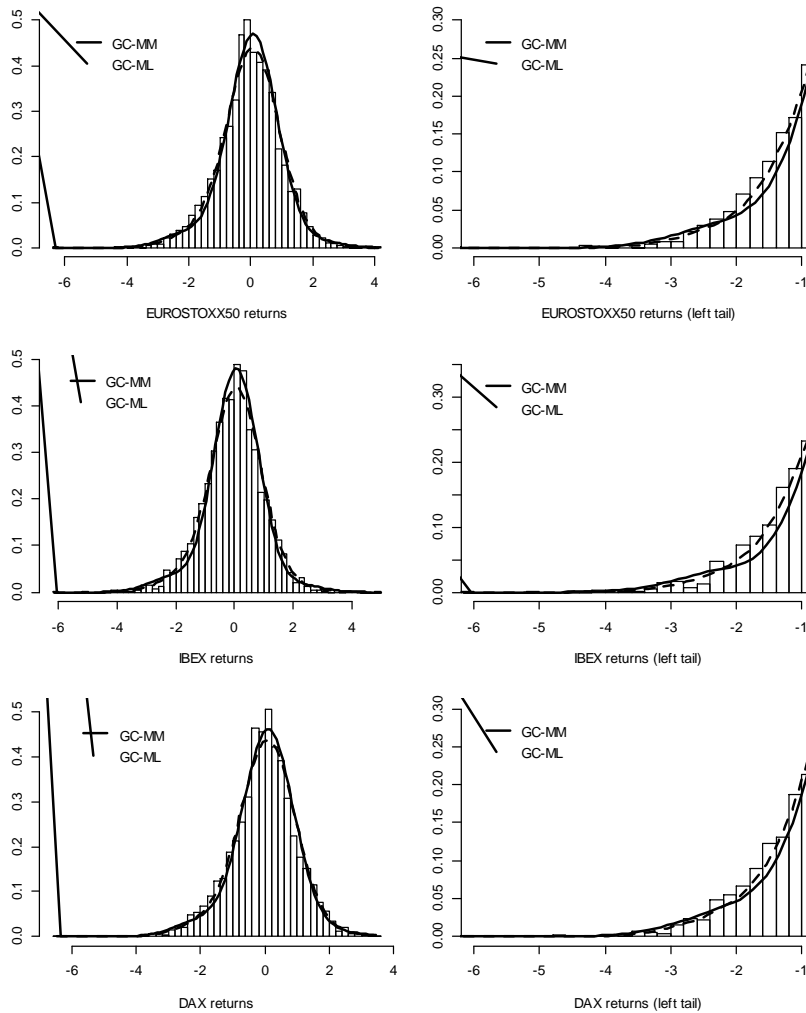 0.5
0.4
0.3
0.2
0.1
0.0
GC-MM
GC-ML
-6 -4 -2 0 2 4
EUROSTOXX50 returns
0.30
0.25
0.20
0.15
0.10
0.05
0.00
GC-MM
GC-ML
-6 -5 -4 -3 -2 -1
EUROSTOXX50 returns (left tail)
0.5
0.4
0.3
0.2
0.1
0.0
GC-MM
GC-ML
-6 -4 -2 0 2 4
IBEX returns
0.30
0.20
0.10
0.00
GC-MM
GC-ML
-6 -5 -4 -3 -2 -1
IBEX returns (left tail)
0.5
0.4
0.3
0.2
0.1
0.0
GC-MM
GC-ML
-6 -4 -2 0 2 4
DAX returns
0.30
0.25
0.20
0.15
0.10
0.05
0.00
GC-MM
GC-ML
-6 -5 -4 -3 -2 -1
DAX returns (left tail)